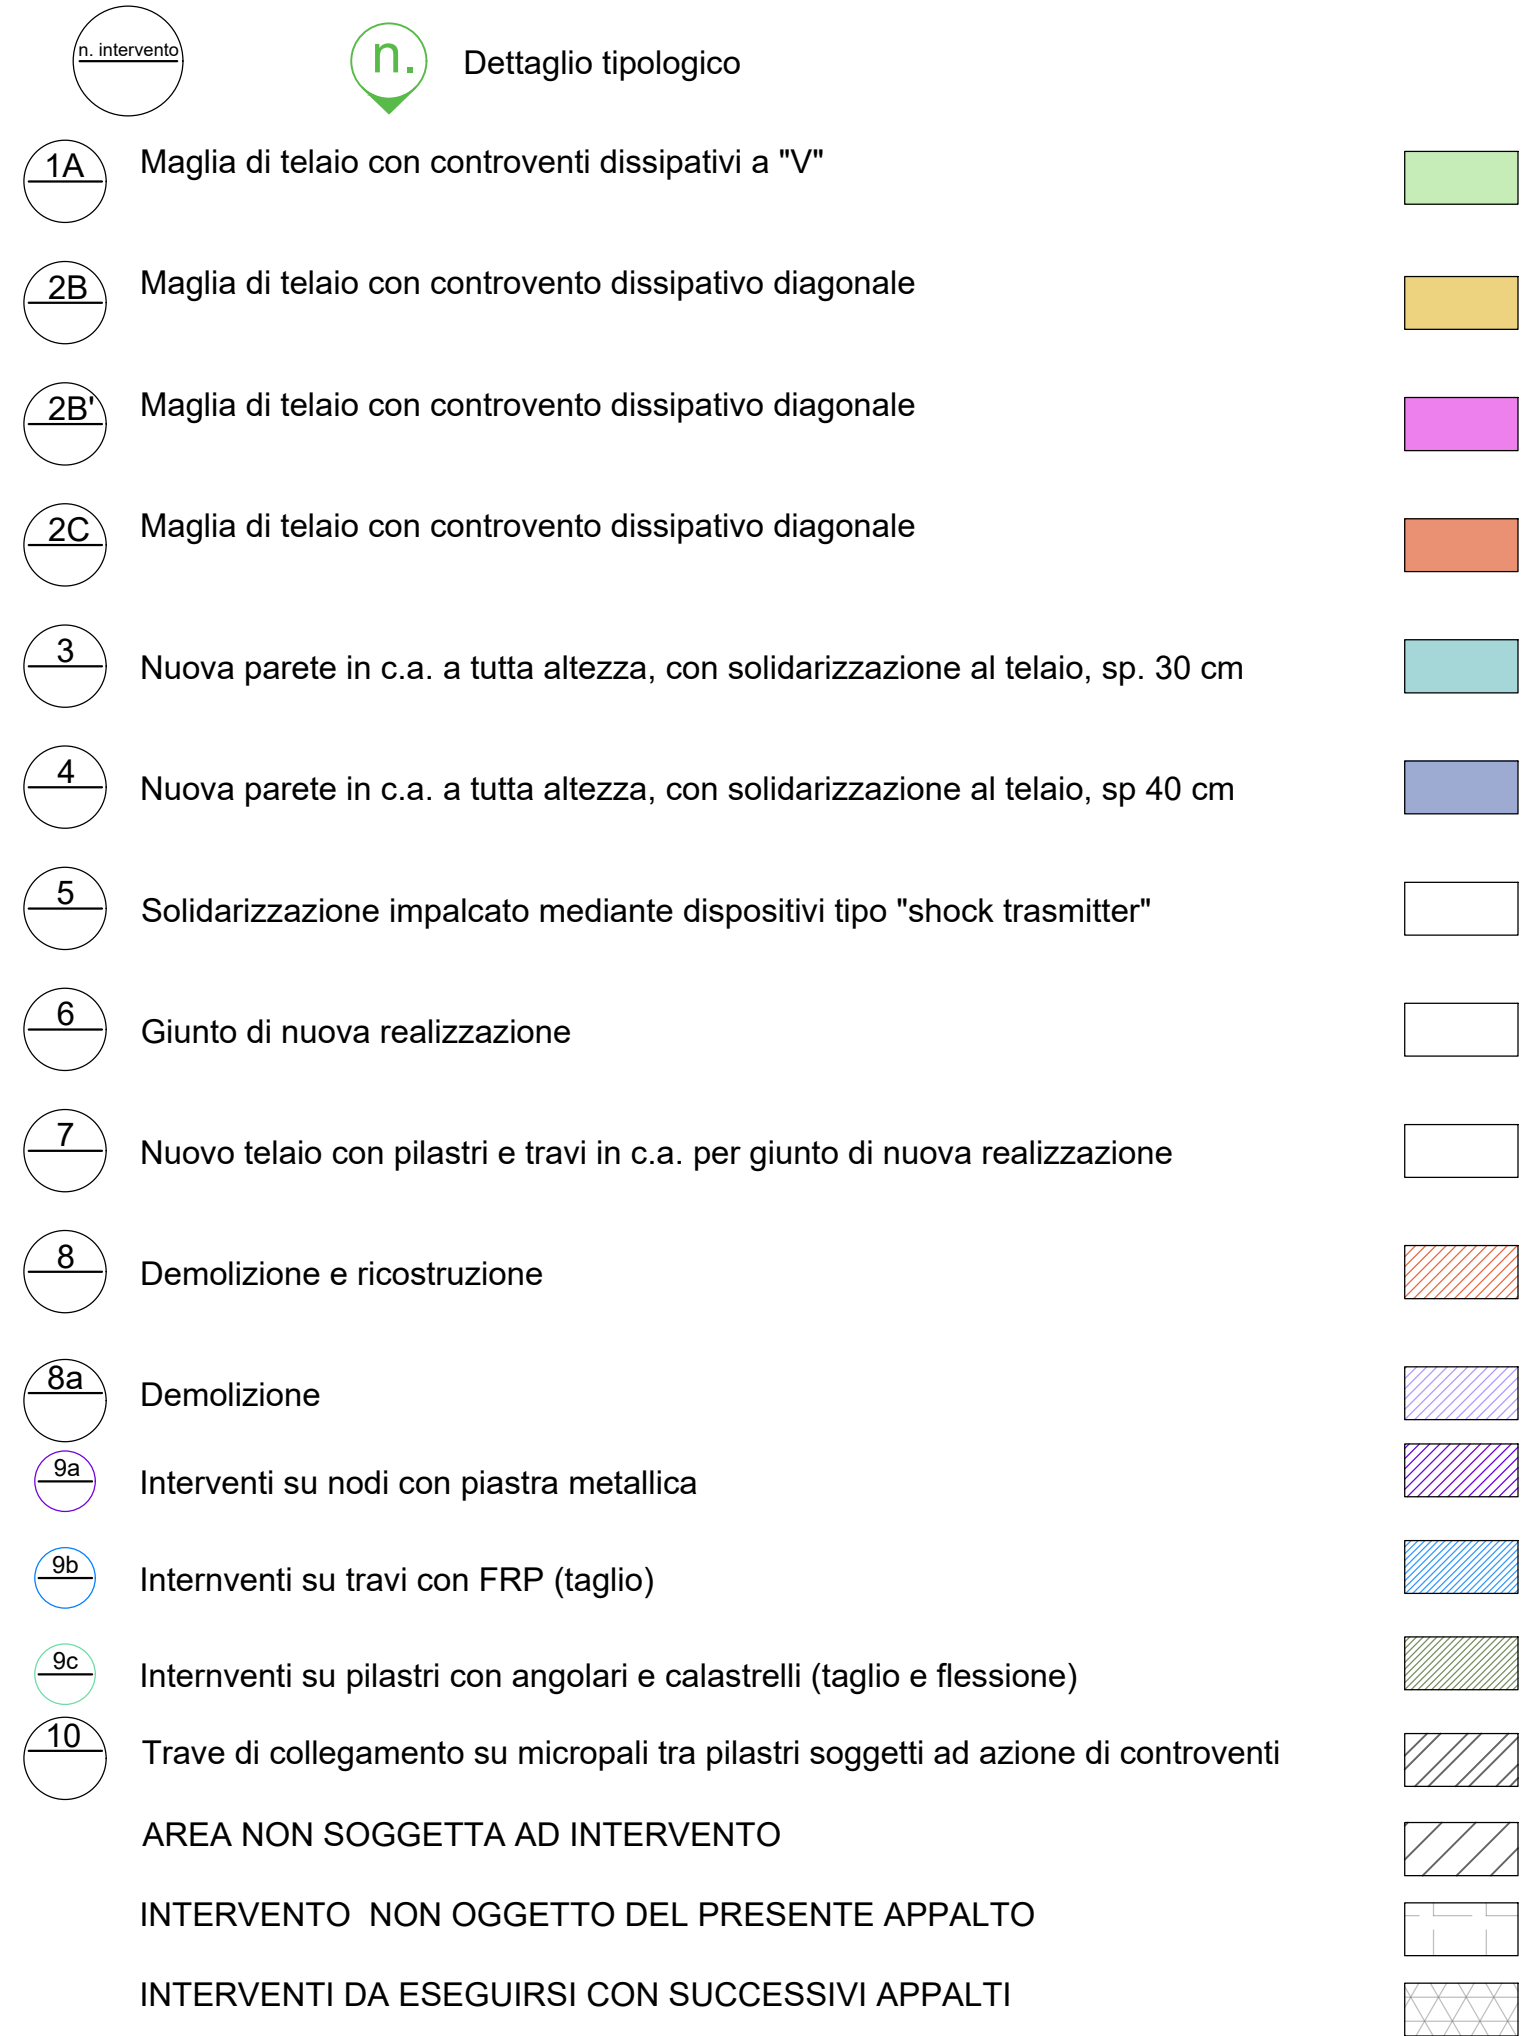 n. intervento
n. Dettaglio tipologico
1A Maglia di telaio con controventi dissipativi a "V"
2B Maglia di telaio con controvento dissipativo diagonale
2B' Maglia di telaio con controvento dissipativo diagonale
2C Maglia di telaio con controvento dissipativo diagonale
3 Nuova parete in c.a. a tutta altezza, con solidarizzazione al telaio, sp. 30 cm
4 Nuova parete in c.a. a tutta altezza, con solidarizzazione al telaio, sp 40 cm
5 Solidarizzazione impalcato mediante dispositivi tipo "shock trasmitter"
6 Giunto di nuova realizzazione
7 Nuovo telaio con pilastri e travi in c.a. per giunto di nuova realizzazione
8 Demolizione e ricostruzione
8a Demolizione
9a Interventi su nodi con piastra metallica
9b Internventi su travi con FRP (taglio)
9c Internventi su pilastri con angolari e calastrelli (taglio e flessione)
10 Trave di collegamento su micropali tra pilastri soggetti ad azione di controventi
AREA NON SOGGETTA AD INTERVENTO
INTERVENTO NON OGGETTO DEL PRESENTE APPALTO
INTERVENTI DA ESEGUIRSI CON SUCCESSIVI APPALTI